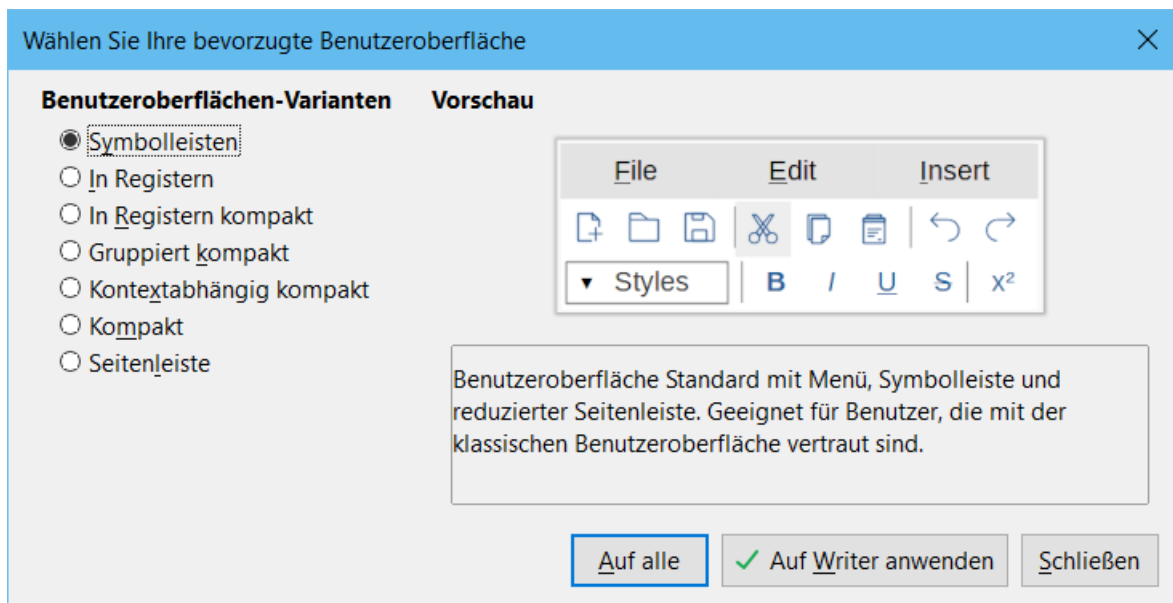 Wählen Sie Ihre bevorzugte Benutzeroberfläche
Benutzeroberflächen-Varianten
Symbolleisten
In Registern
In Registern kompakt
Gruppiert kompakt
Kontextabhängig kompakt
Kompakt
Seitenleiste
Vorschau
File Edit Insert
Styles B I U S x²
Benutzeroberfläche Standard mit Menü, Symbolleiste und
reduzierter Seitenleiste. Geeignet für Benutzer, die mit der
klassischen Benutzeroberfläche vertraut sind.
Auf alle Auf Writer anwenden Schließen